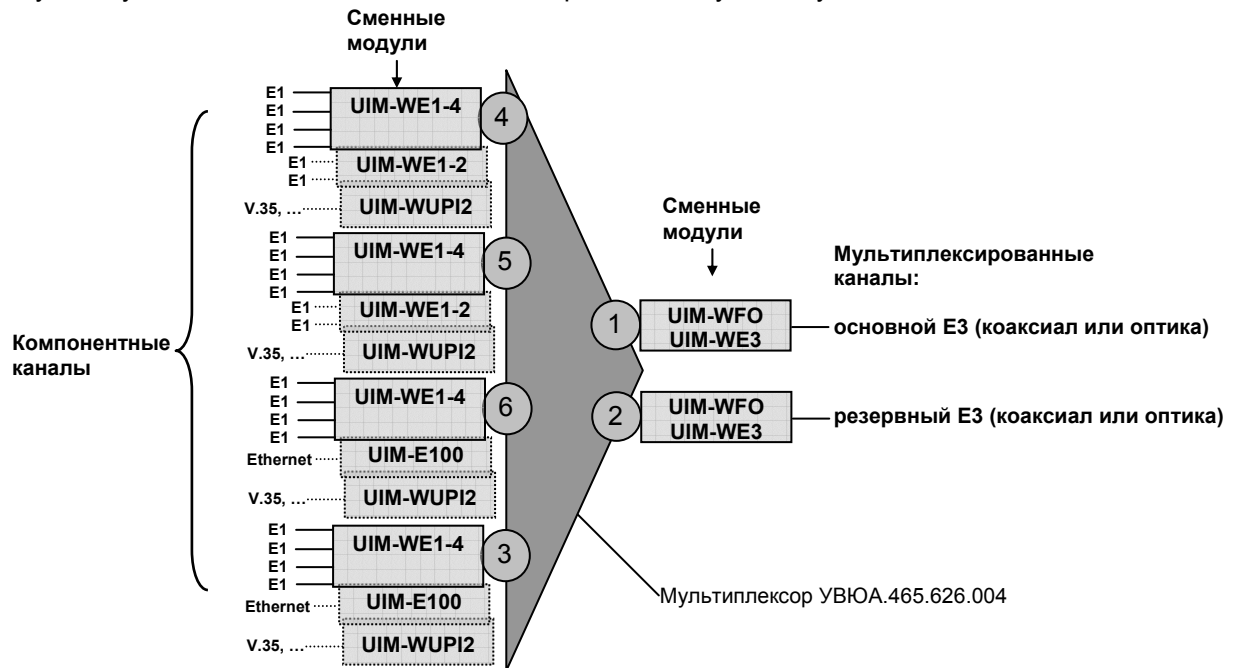 Сменные
модули
E1
E1
E1
E1
UIM-WE1-4
4
E1
E1
UIM-WE1-2
V.35, ...
UIM-WUPI2
E1
E1
E1
E1
UIM-WE1-4
5
E1
E1
UIM-WE1-2
V.35, ...
UIM-WUPI2
Компонентные
каналы
E1
E1
E1
E1
UIM-WE1-4
6
Ethernet
UIM-E100
V.35, ...
UIM-WUPI2
E1
E1
E1
E1
UIM-WE1-4
3
Ethernet
UIM-E100
V.35, ...
UIM-WUPI2
Сменные
модули
Мультиплексированные
каналы:
1
UIM-WFO
UIM-WE3
основной E3 (коаксиал или оптика)
2
UIM-WFO
UIM-WE3
резервный E3 (коаксиал или оптика)
Мультиплексор УВЮА.465.626.004